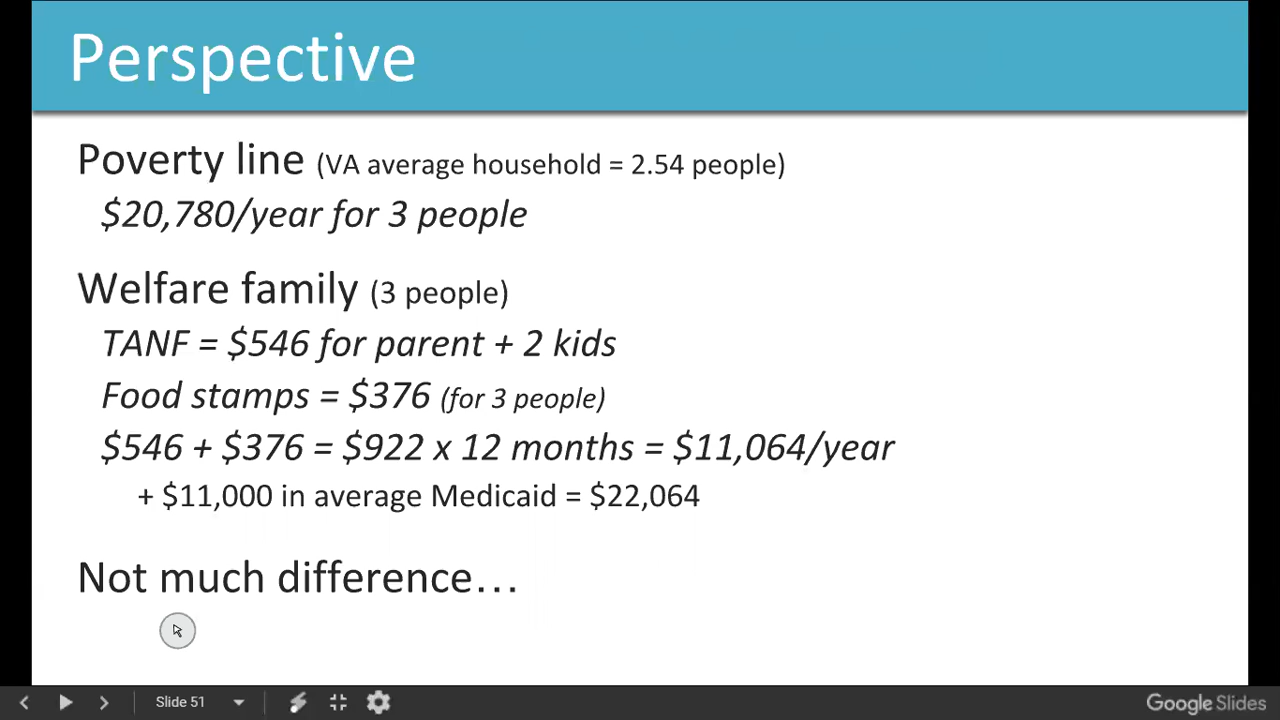 Perspective
Poverty line (VA average household = 2.54 people)
$20,780/year for 3 people
Welfare family (3 people)
TANF = $546 for parent + 2 kids
Food stamps = $376 (for 3 people)
$546 + $376 = $922 x 12 months = $11,064/year
+ $11,000 in average Medicaid = $22,064
Not much difference…
Slide 51
Google Slides